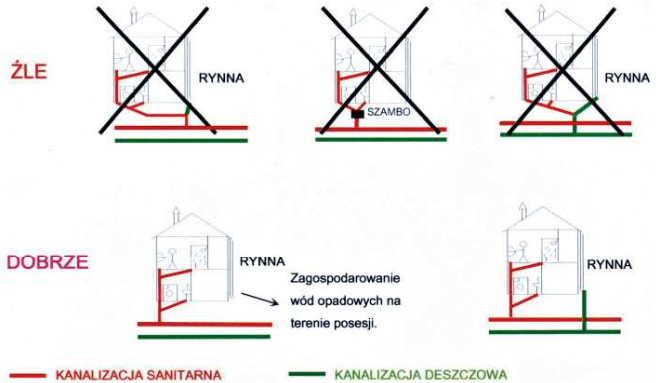 ŹLE
RYNNA
SZAMBO
RYNNA
DOBRZE
RYNNA
Zagospodarowanie
wód opadowych na
terenie posesji.
RYNNA
KANALIZACJA SANITARNA
KANALIZACJA DESZCZOWA